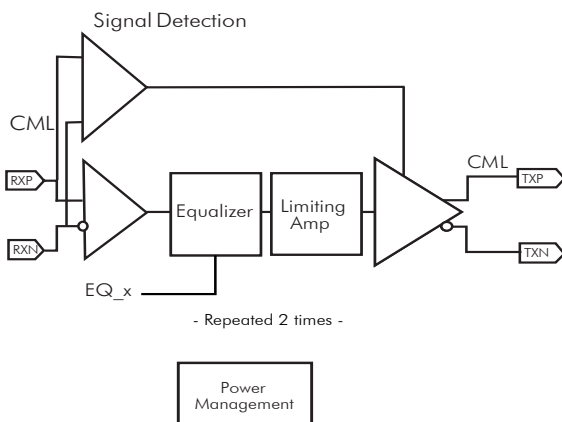 Signal Detection
CML
RXP
RXN
Equalizer
Limiting
Amp
CML
TXP
TXN
EQ_x
- Repeated 2 times -
Power
Management